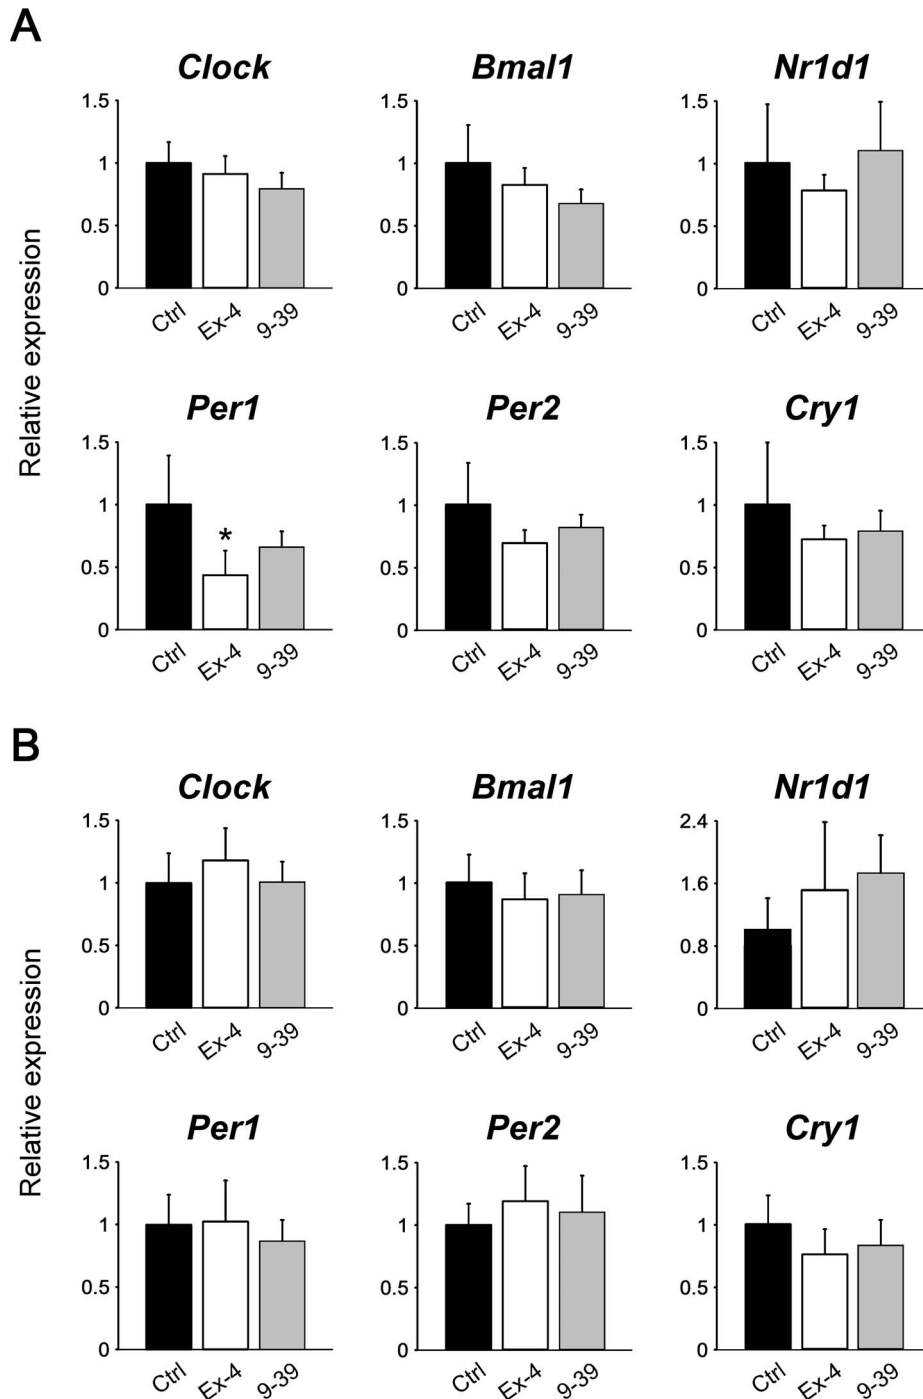 A
Clock Bmal1 Nr1d1
1.5 1.5 1.5
1 1 1
0.5 0.5 0.5
0 0 0
Ctrl Ex-4 9-39 Ctrl Ex-4 9-39 Ctrl Ex-4 9-39
Relative expression
Per1 Per2 Cry1
1.5 1.5 1.5
1 1 1
*
0.5 0.5 0.5
0 0 0
Ctrl Ex-4 9-39 Ctrl Ex-4 9-39 Ctrl Ex-4 9-39
B
Clock Bmal1 Nr1d1
1.5 1.5 2.4
1 1 1.6
0.5 0.5 0.8
0 0 0
Ctrl Ex-4 9-39 Ctrl Ex-4 9-39 Ctrl Ex-4 9-39
Relative expression
Per1 Per2 Cry1
1.5 1.5 1.5
1 1 1
0.5 0.5 0.5
0 0 0
Ctrl Ex-4 9-39 Ctrl Ex-4 9-39 Ctrl Ex-4 9-39